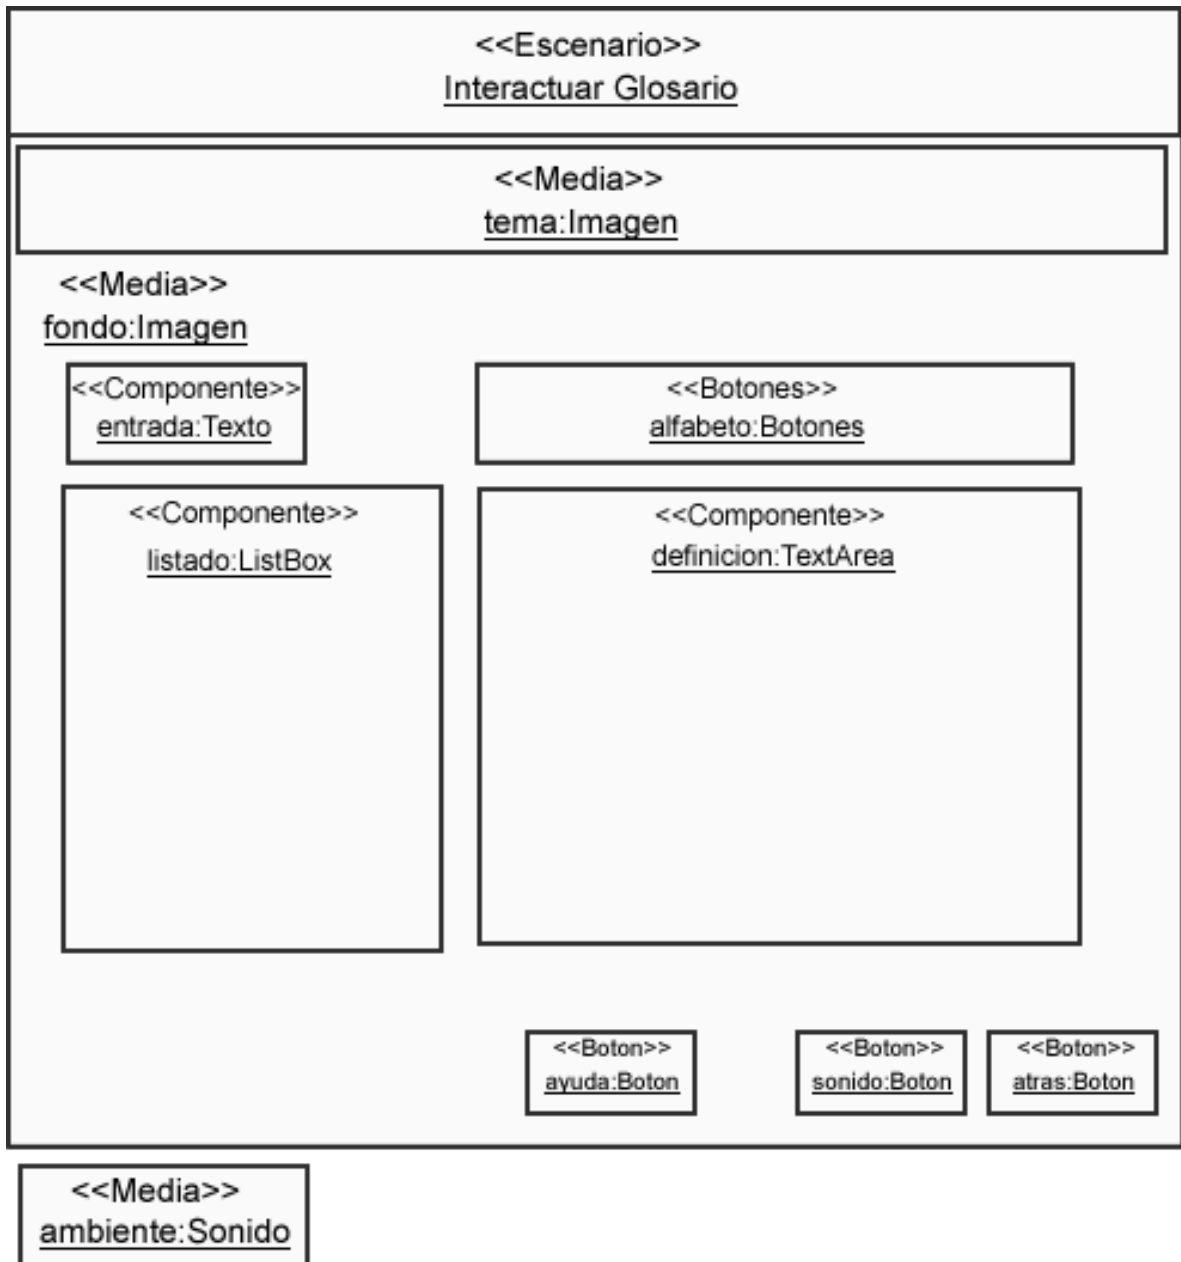 <<Escenario>>
Interactuar Glosario
<<Media>>
tema:Imagen
<<Media>>
fondo:Imagen
<<Componente>>
entrada:Texto
<<Botones>>
alfabeto:Botones
<<Componente>>
listado:ListBox
<<Componente>>
definicion:TextArea
<<Boton>>
ayuda:Boton
<<Boton>>
sonido:Boton
<<Boton>>
atras:Boton
<<Media>>
ambiente:Sonido